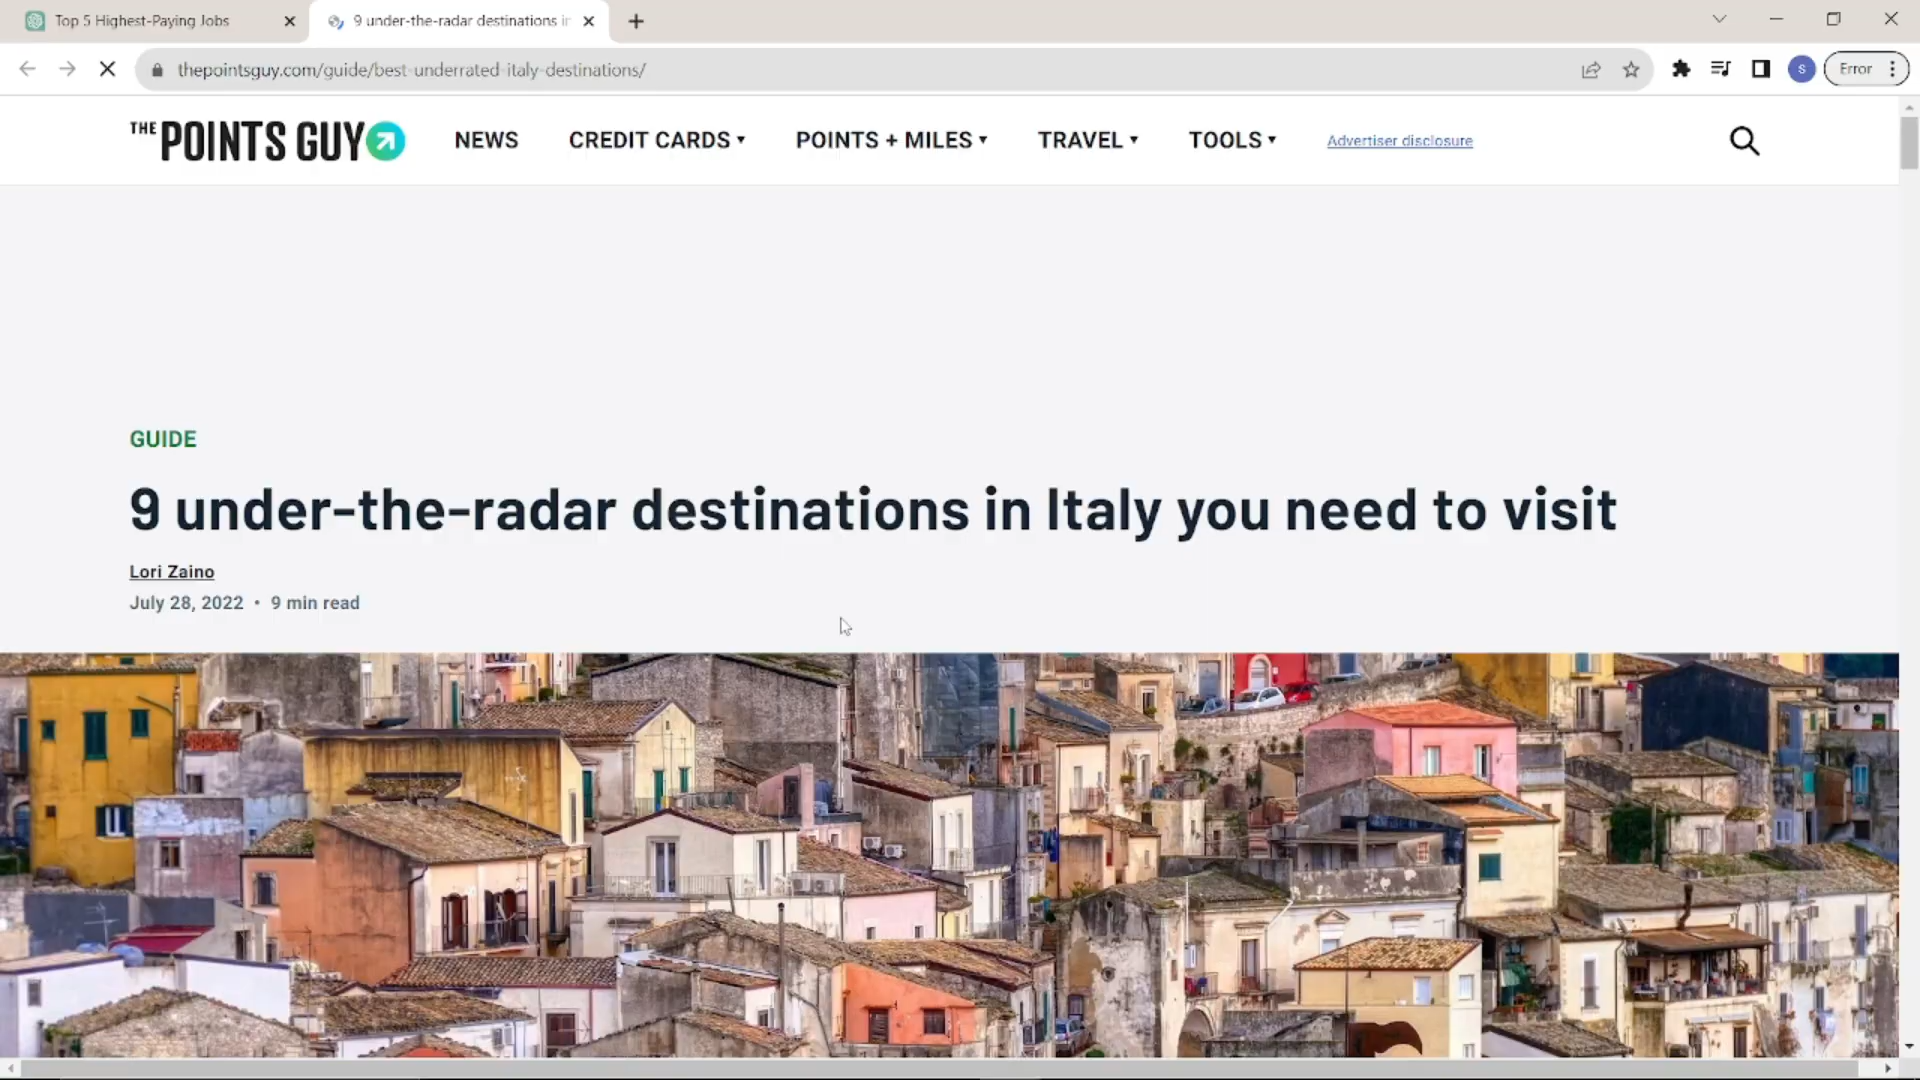 Top 5 Highest-Paying Jobs
9 under-the-radar destinations in
thepointsguy.com/guide/best-underrated-italy-destinations/
S
Error
THE POINTS GUY
NEWS
CREDIT CARDS
POINTS + MILES
TRAVEL
TOOLS
Advertiser disclosure
GUIDE
9 under-the-radar destinations in Italy you need to visit
Lori Zaino
July 28, 2022 • 9 min read